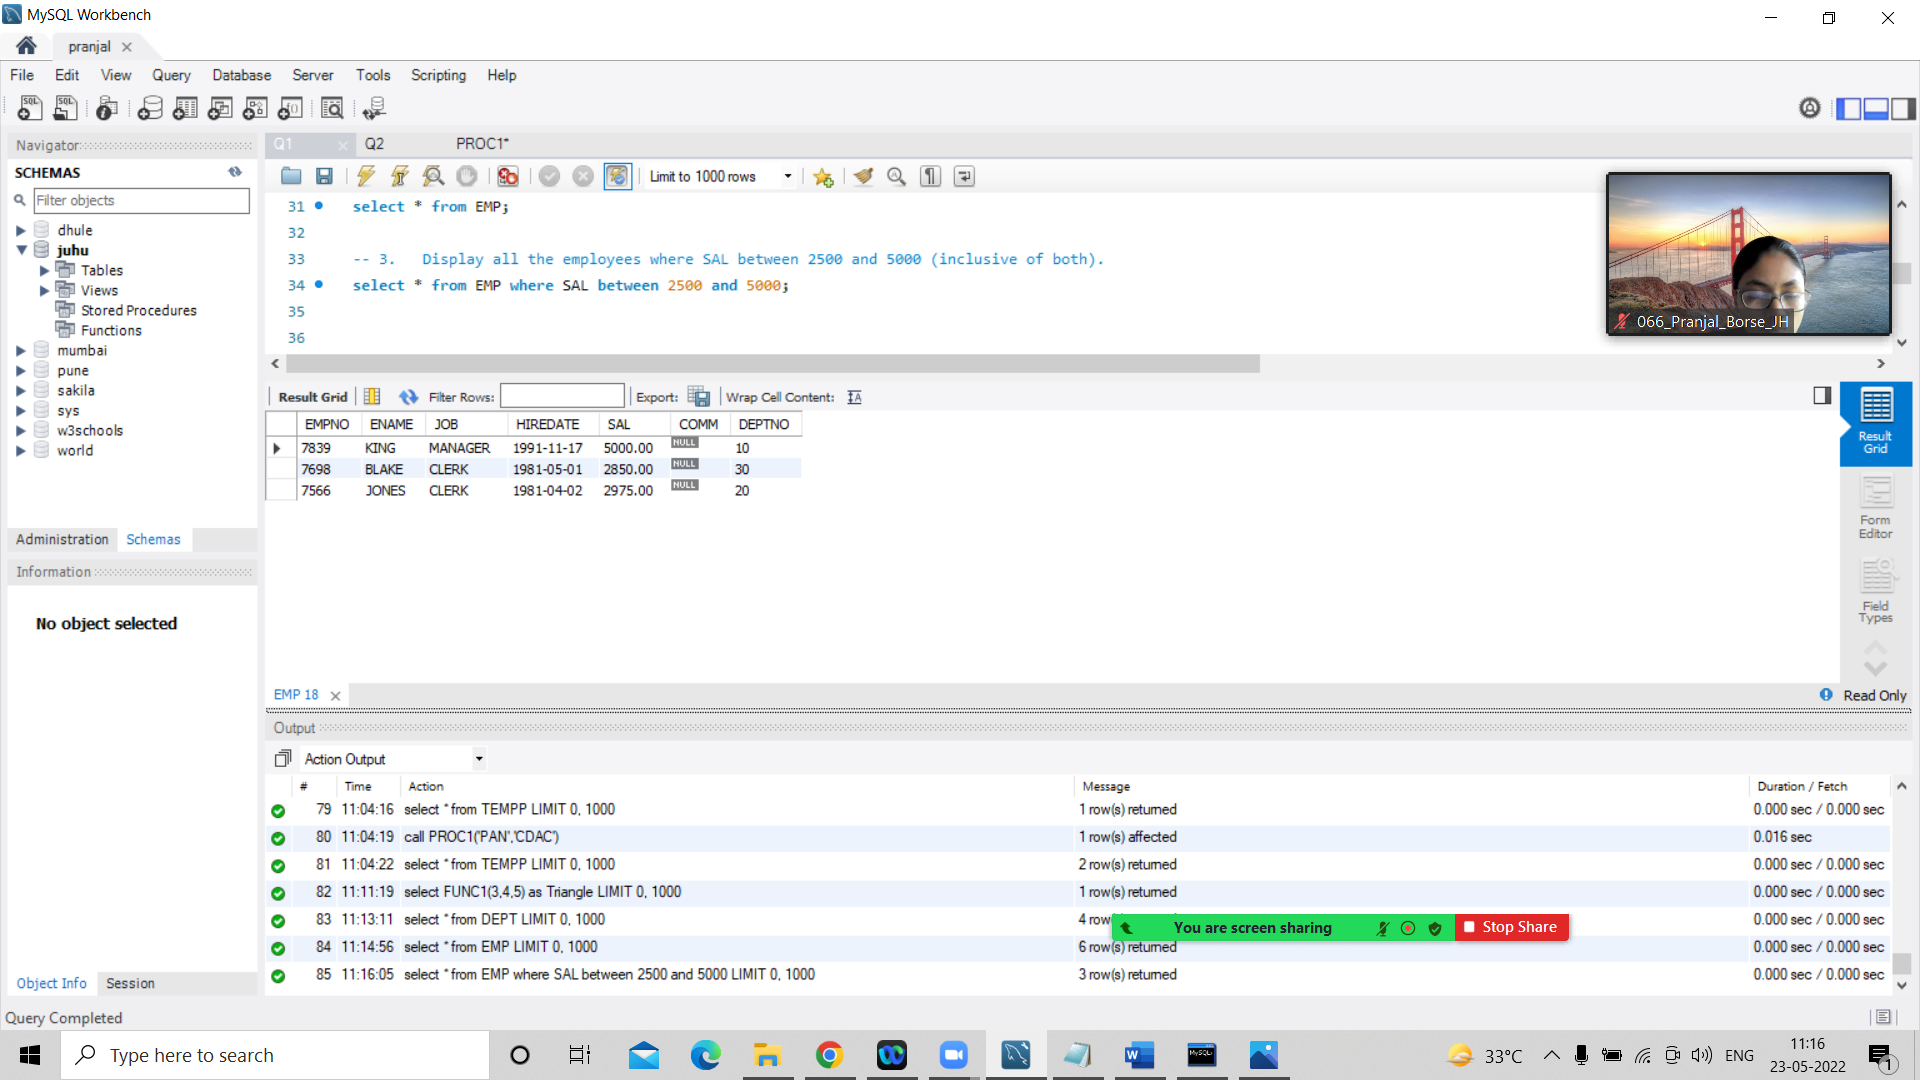 MySQL Workbench
pranjal
File Edit View Query Database Server Tools Scripting Help
Navigator
SCHEMAS
Filter objects
dhule
juhu
Tables
Views
Stored Procedures
Functions
mumbai
pune
sakila
sys
w3schools
world
Administration Schemas
Information
No object selected
Object Info Session
Q1 Q2 PROC1*
Limit to 1000 rows
31 select * from EMP;
32
33 -- 3. Display all the employees where SAL between 2500 and 5000 (inclusive of both).
34 select * from EMP where SAL between 2500 and 5000;
35
36
066_Pranjal_Borse_JH
Result Grid Filter Rows: Export: Wrap Cell Content:
EMPNO ENAME JOB HIREDATE SAL COMM DEPTNO
7839 KING MANAGER 1991-11-17 5000.00 NULL 10
7698 BLAKE CLERK 1981-05-01 2850.00 NULL 30
7566 JONES CLERK 1981-04-02 2975.00 NULL 20
Result Grid
Form Editor
Field Types
EMP 18
Read Only
Output
Action Output
# Time Action Message Duration / Fetch
79 11:04:16 select * from TEMPP LIMIT 0, 1000 1 row(s) returned 0.000 sec / 0.000 sec
80 11:04:19 call PROC1('PAN','CDAC') 1 row(s) affected 0.016 sec
81 11:04:22 select * from TEMPP LIMIT 0, 1000 2 row(s) returned 0.000 sec / 0.000 sec
82 11:11:19 select FUNC1(3,4,5) as Triangle LIMIT 0, 1000 1 row(s) returned 0.000 sec / 0.000 sec
83 11:13:11 select * from DEPT LIMIT 0, 1000 4 row 0.000 sec / 0.000 sec
You are screen sharing Stop Share
84 11:14:56 select * from EMP LIMIT 0, 1000 6 row(s) returned 0.000 sec / 0.000 sec
85 11:16:05 select * from EMP where SAL between 2500 and 5000 LIMIT 0, 1000 3 row(s) returned 0.000 sec / 0.000 sec
Query Completed
Type here to search
33°C ENG
11:16
23-05-2022
1